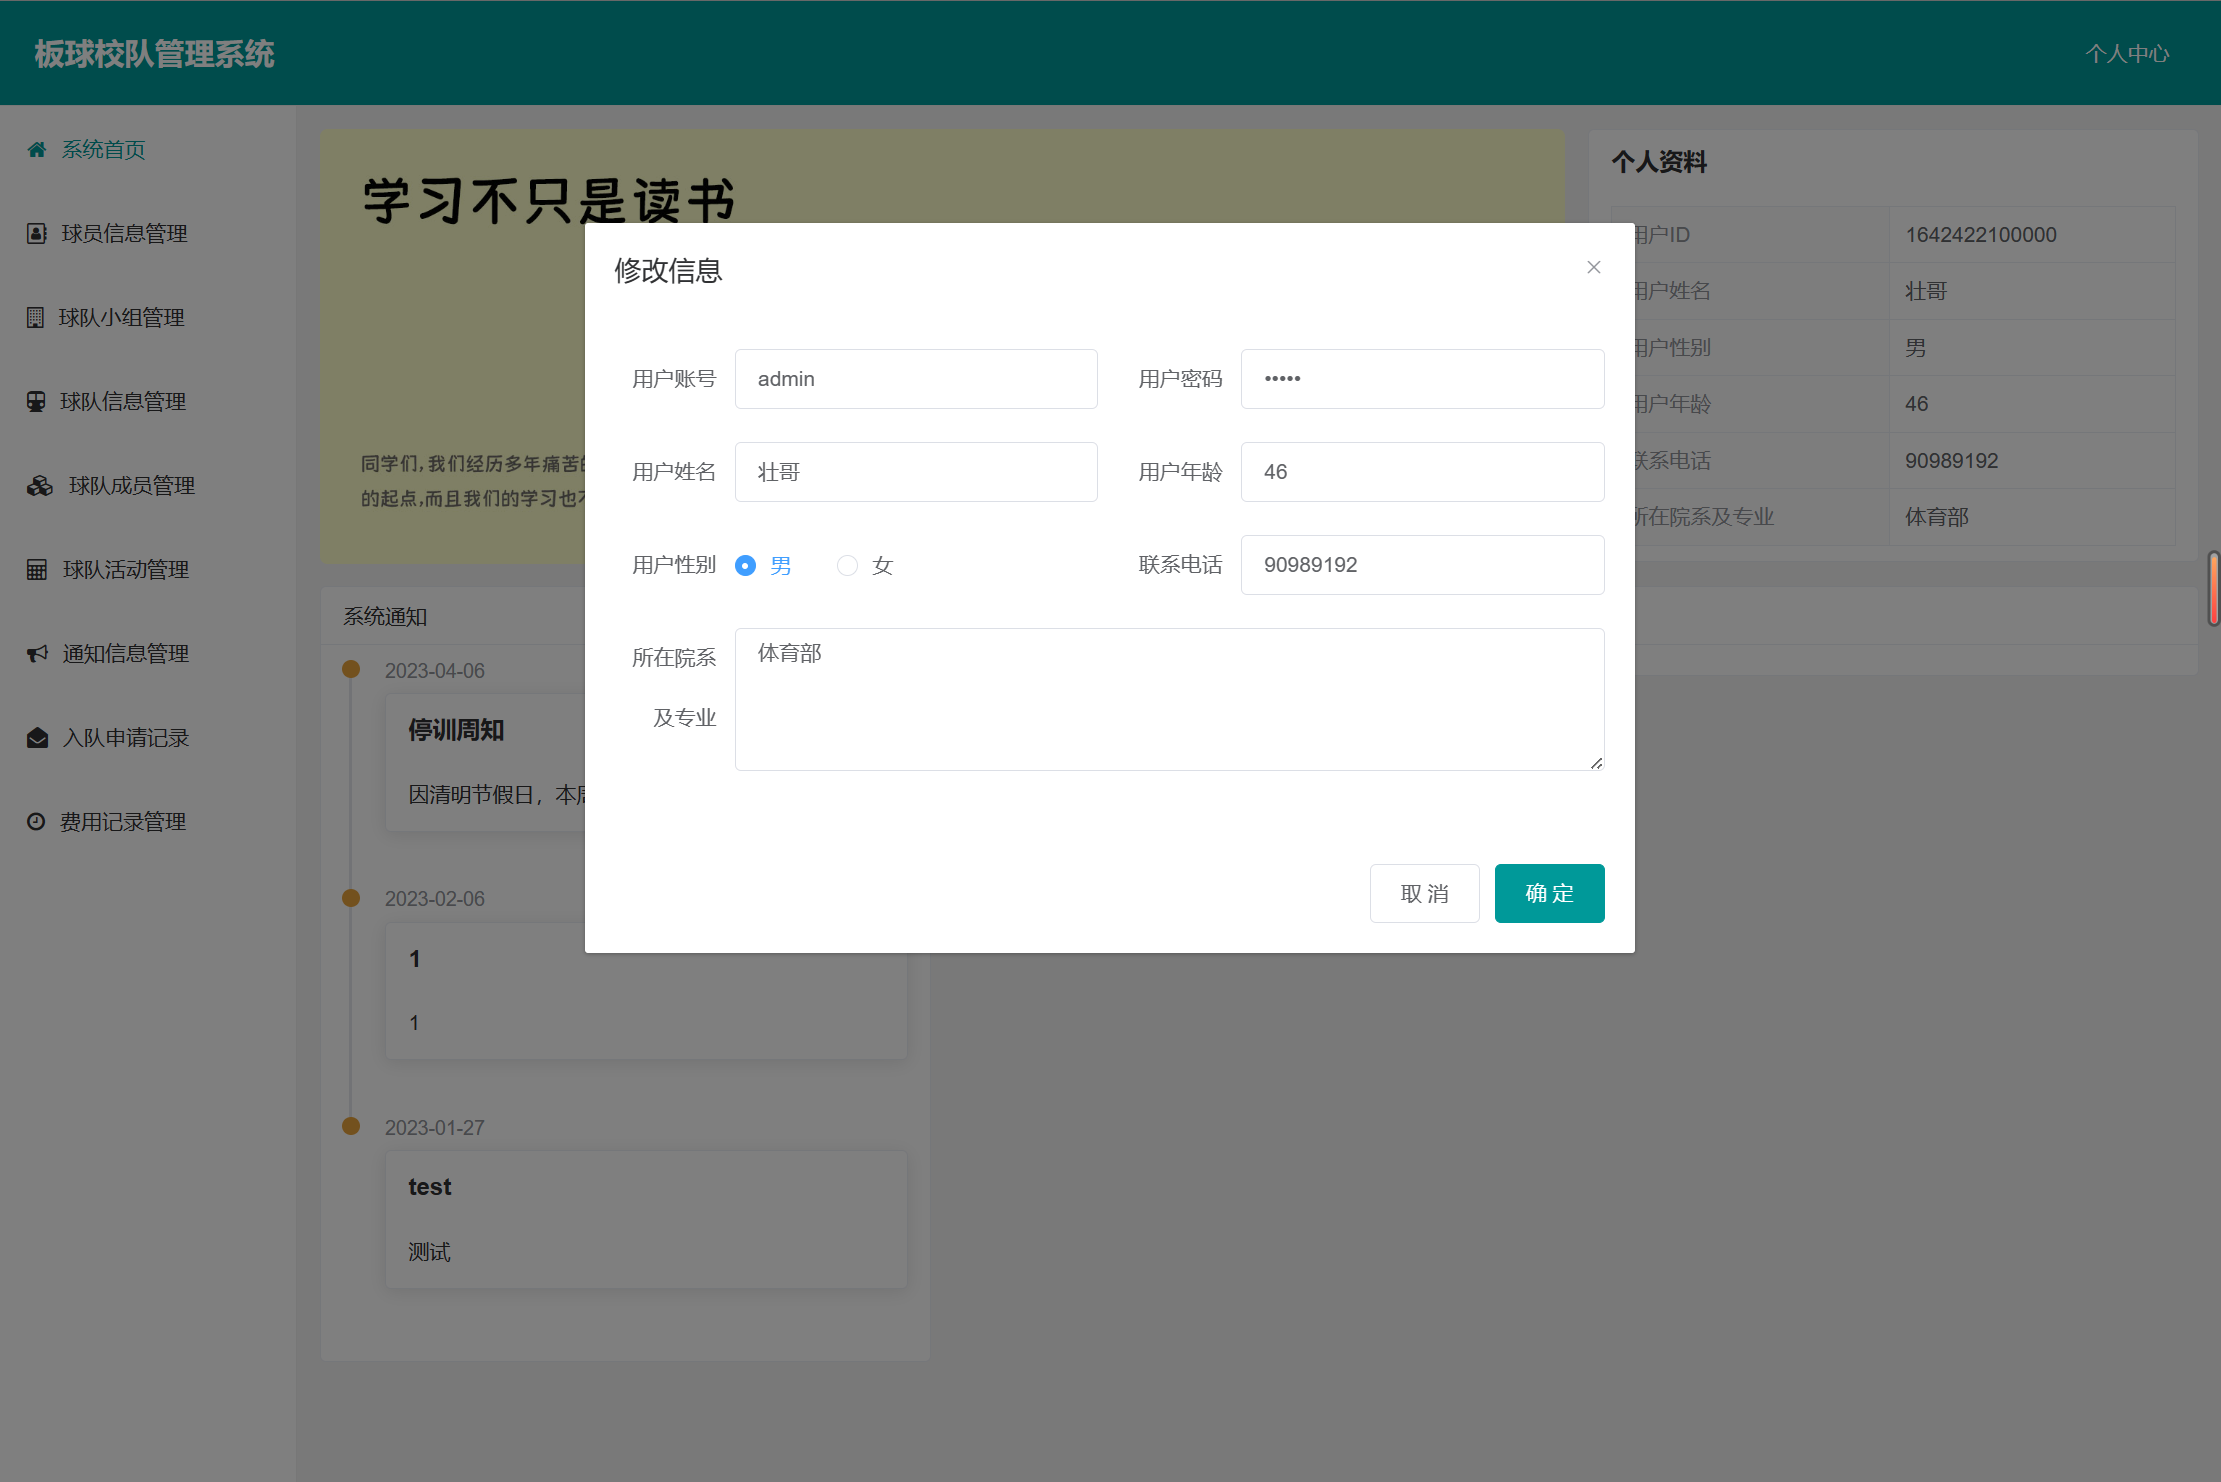 板球校队管理系统
个人中心
系统首页
球员信息管理
球队小组管理
球队信息管理
球队成员管理
球队活动管理
通知信息管理
入队申请记录
费用记录管理
学习不只是读书
同学们,我们经历多年痛苦
的起点,而且我们的学习也
个人资料
用户ID 1642422100000
用户姓名 壮哥
用户性别 男
用户年龄 46
联系电话 90989192
所在院系及专业 体育部
修改信息
用户账号 admin
用户密码 •••••
用户姓名 壮哥
用户年龄 46
用户性别 男 女
联系电话 90989192
所在院系
及专业
体育部
取 消
确 定
系统通知
2023-04-06
停训周知
因清明节假日，本
2023-02-06
1
1
2023-01-27
test
测试